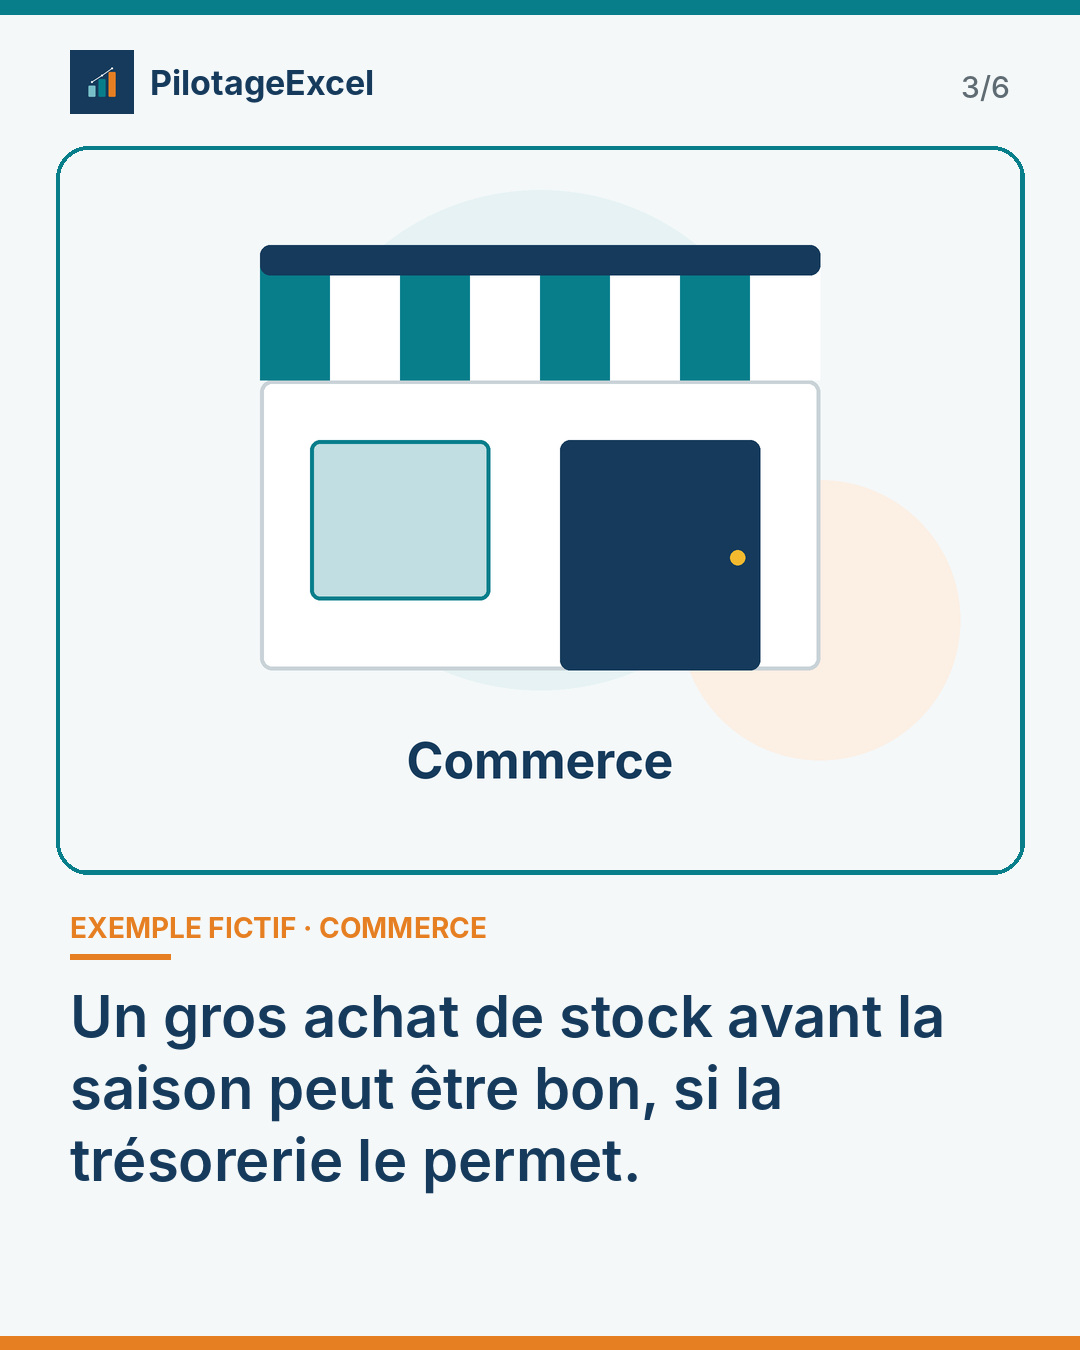 PilotageExcel
3/6
Commerce
EXEMPLE FICTIF · COMMERCE
Un gros achat de stock avant la
saison peut être bon, si la
trésorerie le permet.